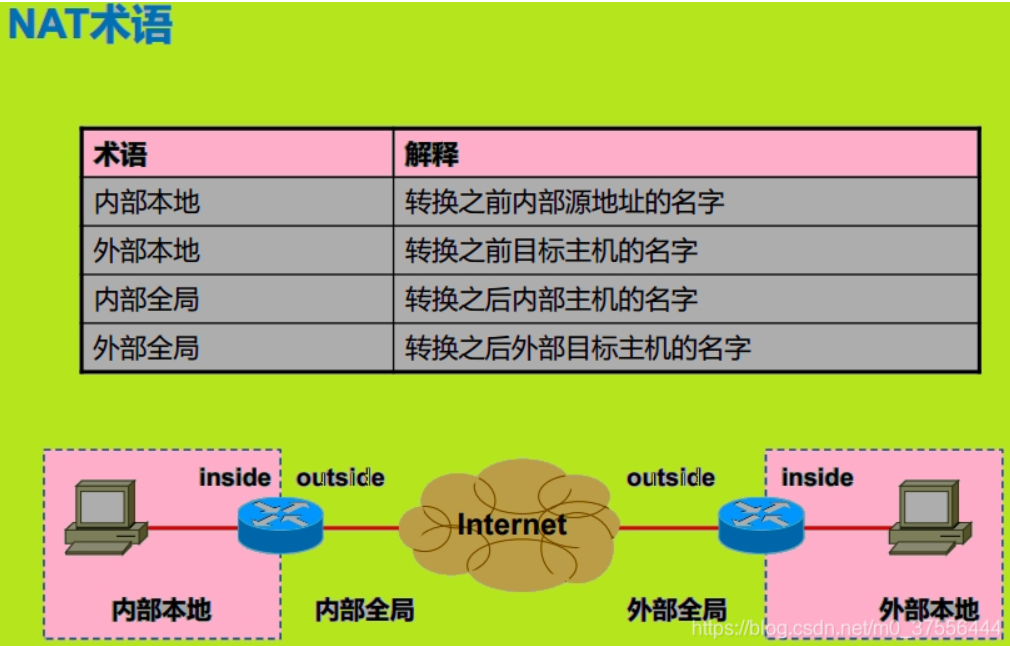 NAT术语
术语 解释
内部本地 转换之前内部源地址的名字
外部本地 转换之前目标主机的名字
内部全局 转换之后内部主机的名字
外部全局 转换之后外部目标主机的名字
inside outside outside inside
Internet
内部本地 内部全局 外部全局 外部本地
https://blog.csdn.net/m0_37556444